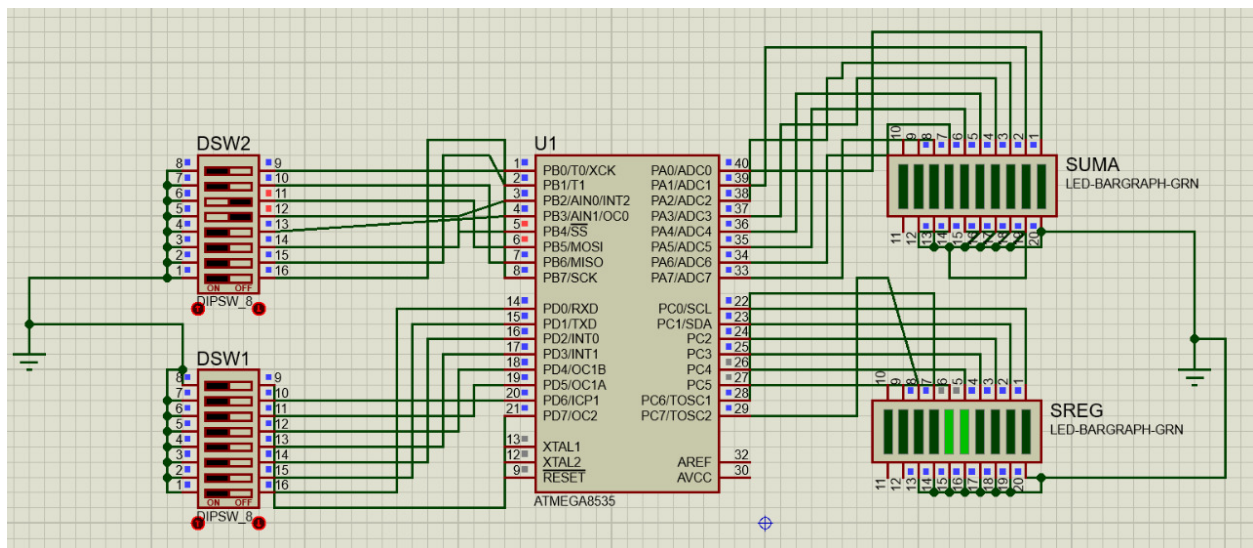 DSW2
8
7
6
5
4
3
2
1
9
10
11
12
13
14
15
16
ON OFF
DIPSW_8
DSW1
8
7
6
5
4
3
2
1
9
10
11
12
13
14
15
16
ON OFF
DIPSW_8
U1
1 PB0/T0/XCK PA0/ADC0 40
2 PB1/T1 PA1/ADC1 39
3 PB2/AIN0/INT2 PA2/ADC2 38
4 PB3/AIN1/OC0 PA3/ADC3 37
5 PB4/SS PA4/ADC4 36
6 PB5/MOSI PA5/ADC5 35
7 PB6/MISO PA6/ADC6 34
8 PB7/SCK PA7/ADC7 33
14 PD0/RXD PC0/SCL 22
15 PD1/TXD PC1/SDA 23
16 PD2/INT0 PC2 24
17 PD3/INT1 PC3 25
18 PD4/OC1B PC4 26
19 PD5/OC1A PC5 27
20 PD6/ICP1 PC6/TOSC1 28
21 PD7/OC2 PC7/TOSC2 29
13 XTAL1
12 XTAL2 AREF 32
9 RESET AVCC 30
ATMEGA8535
10 9 8 7 6 5 4 3 2 1
SUMA
LED-BARGRAPH-GRN
11 12 13 14 15 16 17 18 19 20
10 9 8 7 6 5 4 3 2 1
SREG
LED-BARGRAPH-GRN
11 12 13 14 15 16 17 18 19 20